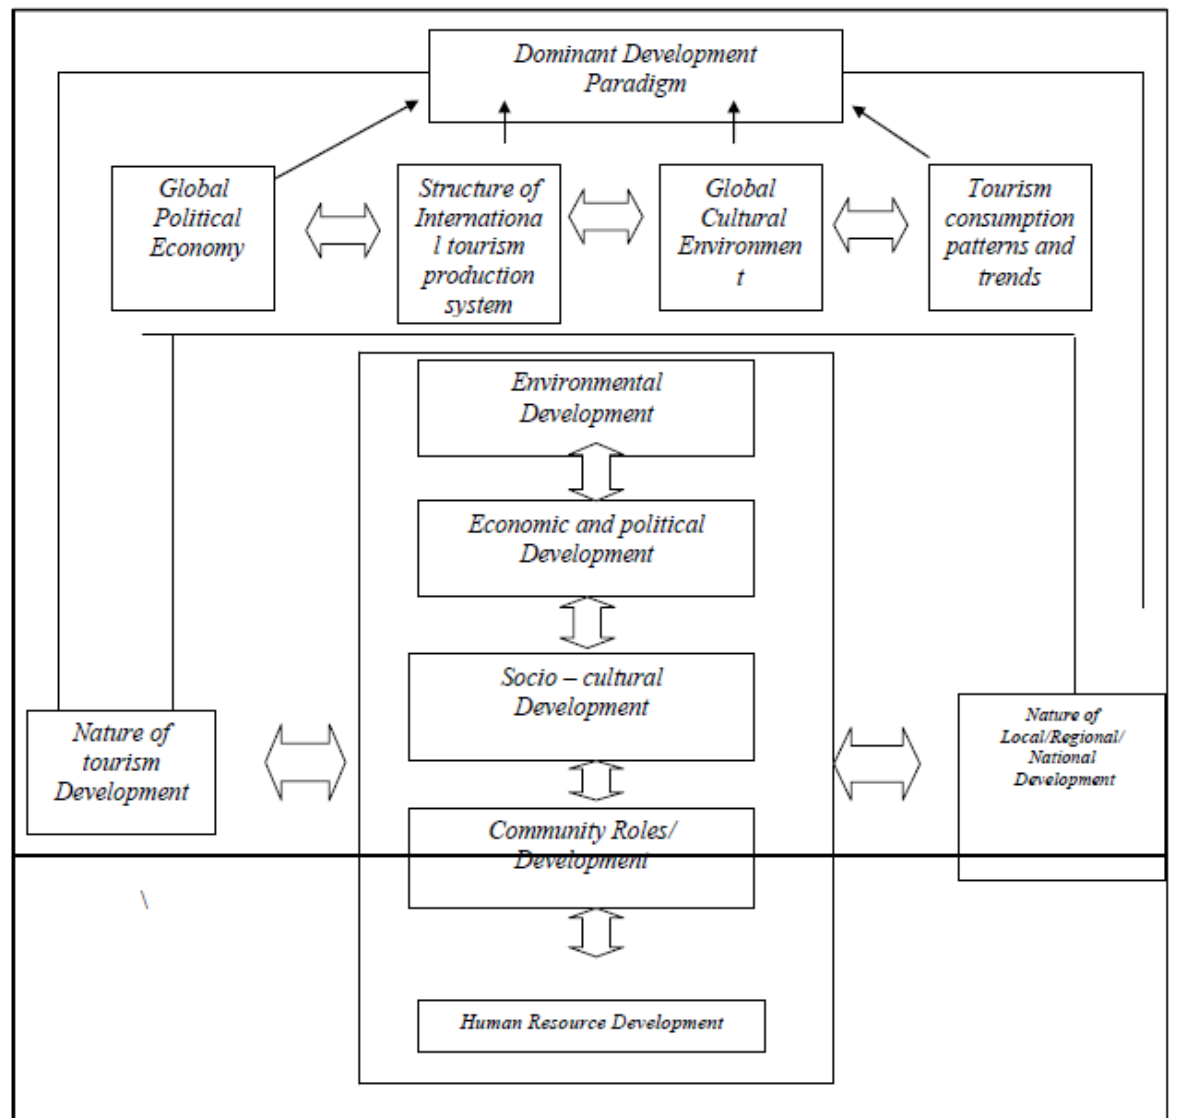 Dominant Development
Paradigm
Global
Political
Economy
Structure of
Internationa
l tourism
production
system
Global
Cultural
Environmen
t
Tourism
consumption
patterns and
trends
Environmental
Development
Economic and political
Development
Socio – cultural
Development
Nature of
tourism
Development
Nature of
Local/Regional/
National
Development
Community Roles/
Development
\
Human Resource Development